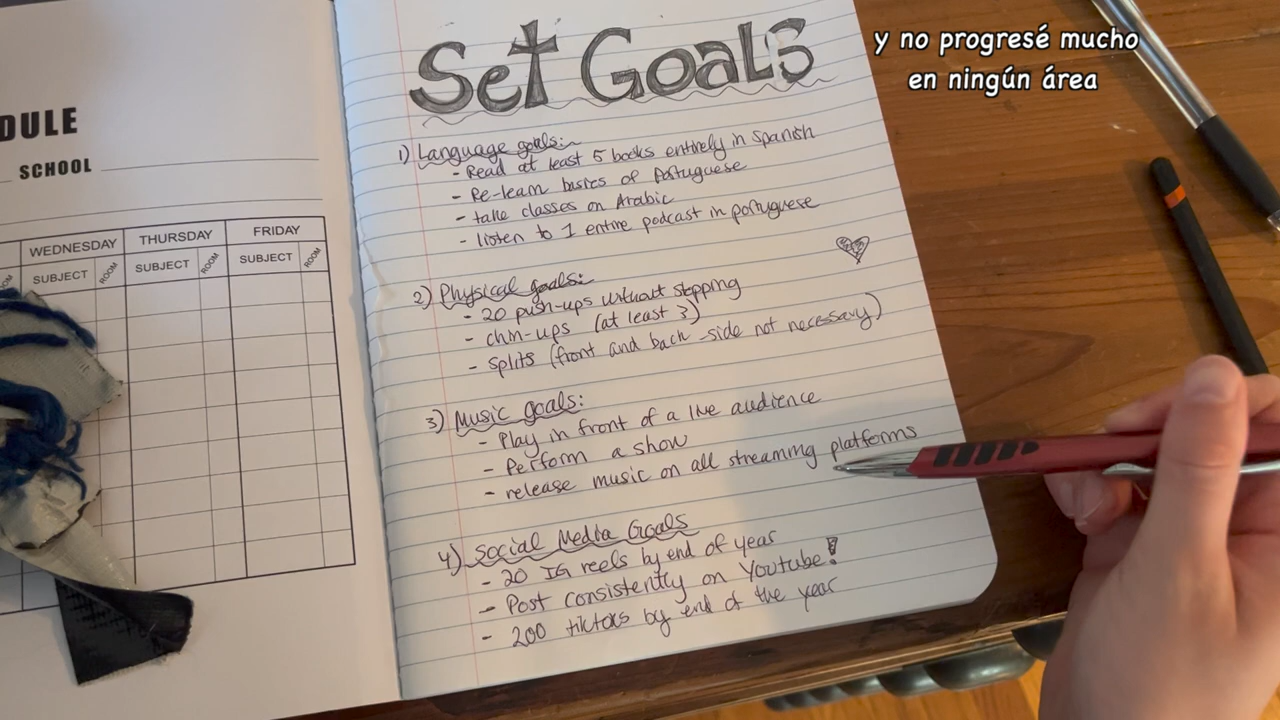 y no progresé mucho
en ningún área
DULE
SCHOOL
WEDNESDAY THURSDAY FRIDAY
ROOM SUBJECT ROOM SUBJECT ROOM SUBJECT ROOM
Set Goals
1) Language goals:
- Read at least 5 books entirely in Spanish
- Re-learn basics of Portuguese
- take classes on Arabic
- listen to 1 entire podcast in portuguese
2) Physical goals:
- 20 push-ups without stopping
- chin-ups (at least 3)
- splits (front and back - side not necessary)
3) Music goals:
- Play in front of a live audience
- Perform a show
- release music on all streaming platforms
4) Social Media Goals
- 20 IG reels by end of year
- Post consistently on Youtube!
- 200 tiktoks by end of the year